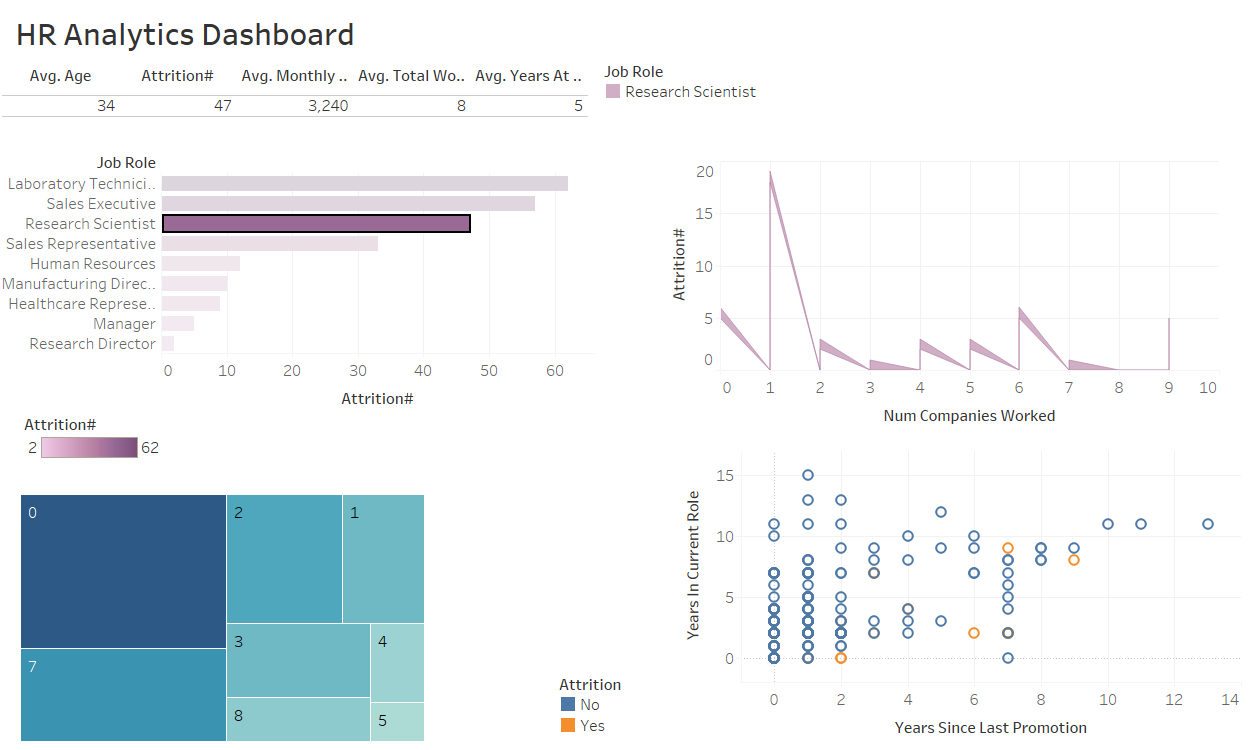 HR Analytics Dashboard
Avg. Age Attrition# Avg. Monthly .. Avg. Total Wo.. Avg. Years At ..
34 47 3,240 8 5
Job Role
Research Scientist
Job Role
Laboratory Technici..
Sales Executive
Research Scientist
Sales Representative
Human Resources
Manufacturing Direc..
Healthcare Represe..
Manager
Research Director
0 10 20 30 40 50 60
Attrition#
20
15
10
5
0
Attrition#
0 1 2 3 4 5 6 7 8 9 10
Num Companies Worked
Attrition#
2 62
0 2 1
3 4
7
8 5
Attrition
No
Yes
15
10
5
0
Years In Current Role
0 2 4 6 8 10 12 14
Years Since Last Promotion